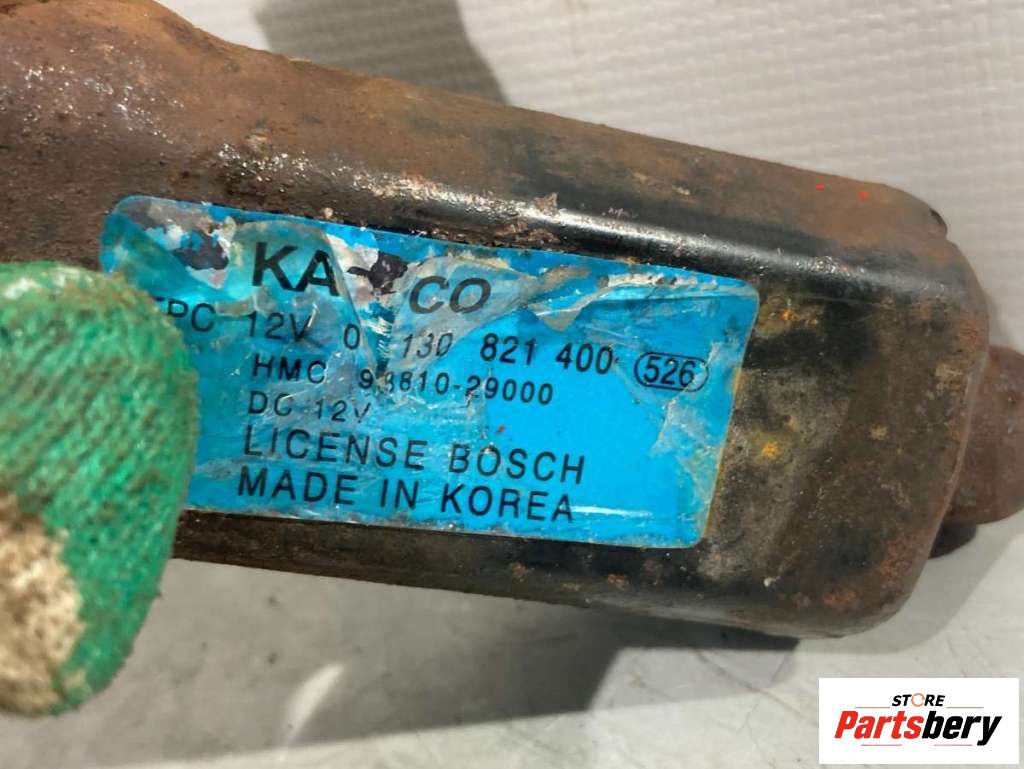 KA CO
PC 12V 0 130 821 400 526
HMC 98810-29000
DC 12V
LICENSE BOSCH
MADE IN KOREA
STORE
Partsbery